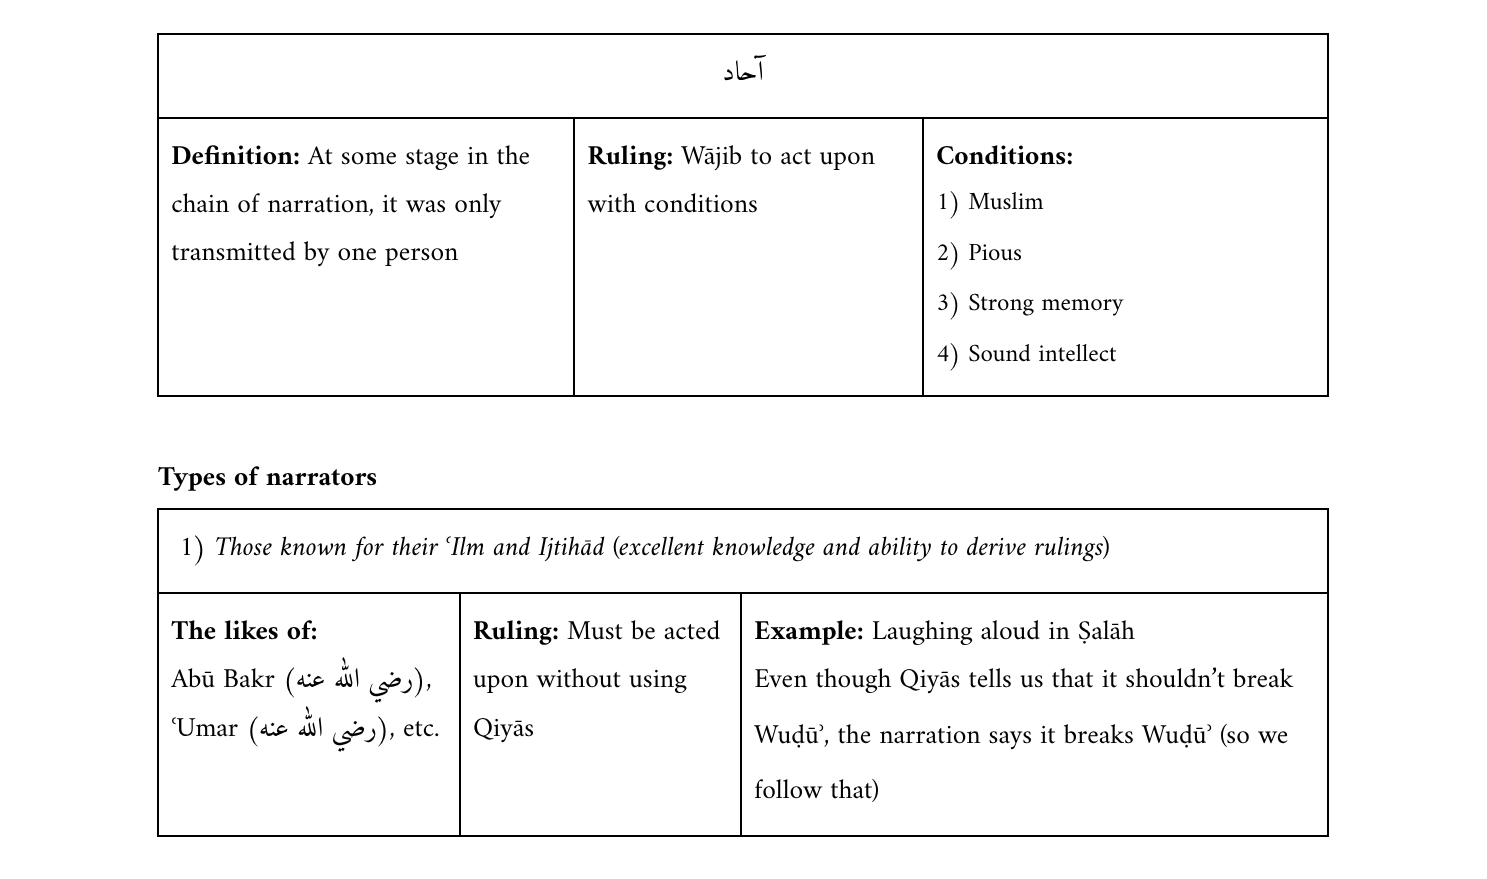 آحاد
Definition: At some stage in the
chain of narration, it was only
transmitted by one person
Ruling: Wājib to act upon
with conditions
Conditions:
1) Muslim
2) Pious
3) Strong memory
4) Sound intellect
Types of narrators
1) Those known for their ʿIlm and Ijtihād (excellent knowledge and ability to derive rulings)
The likes of:
Abū Bakr (رضي الله عنه),
ʿUmar (رضي الله عنه), etc.
Ruling: Must be acted
upon without using
Qiyās
Example: Laughing aloud in Ṣalāh
Even though Qiyās tells us that it shouldn’t break
Wuḍūʾ, the narration says it breaks Wuḍūʾ (so we
follow that)